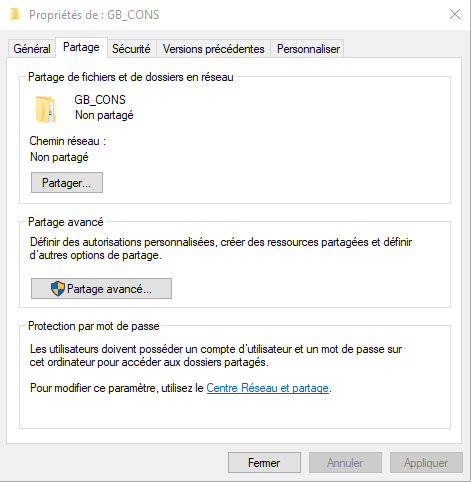 Propriétés de : GB_CONS
Général Partage Sécurité Versions précédentes Personnaliser
Partage de fichiers et de dossiers en réseau
GB_CONS
Non partagé
Chemin réseau :
Non partagé
Partager...
Partage avancé
Définir des autorisations personnalisées, créer des ressources partagées et définir
d'autres options de partage.
Partage avancé...
Protection par mot de passe
Les utilisateurs doivent posséder un compte d'utilisateur et un mot de passe sur
cet ordinateur pour accéder aux dossiers partagés.
Pour modifier ce paramètre, utilisez le Centre Réseau et partage.
Fermer Annuler Appliquer